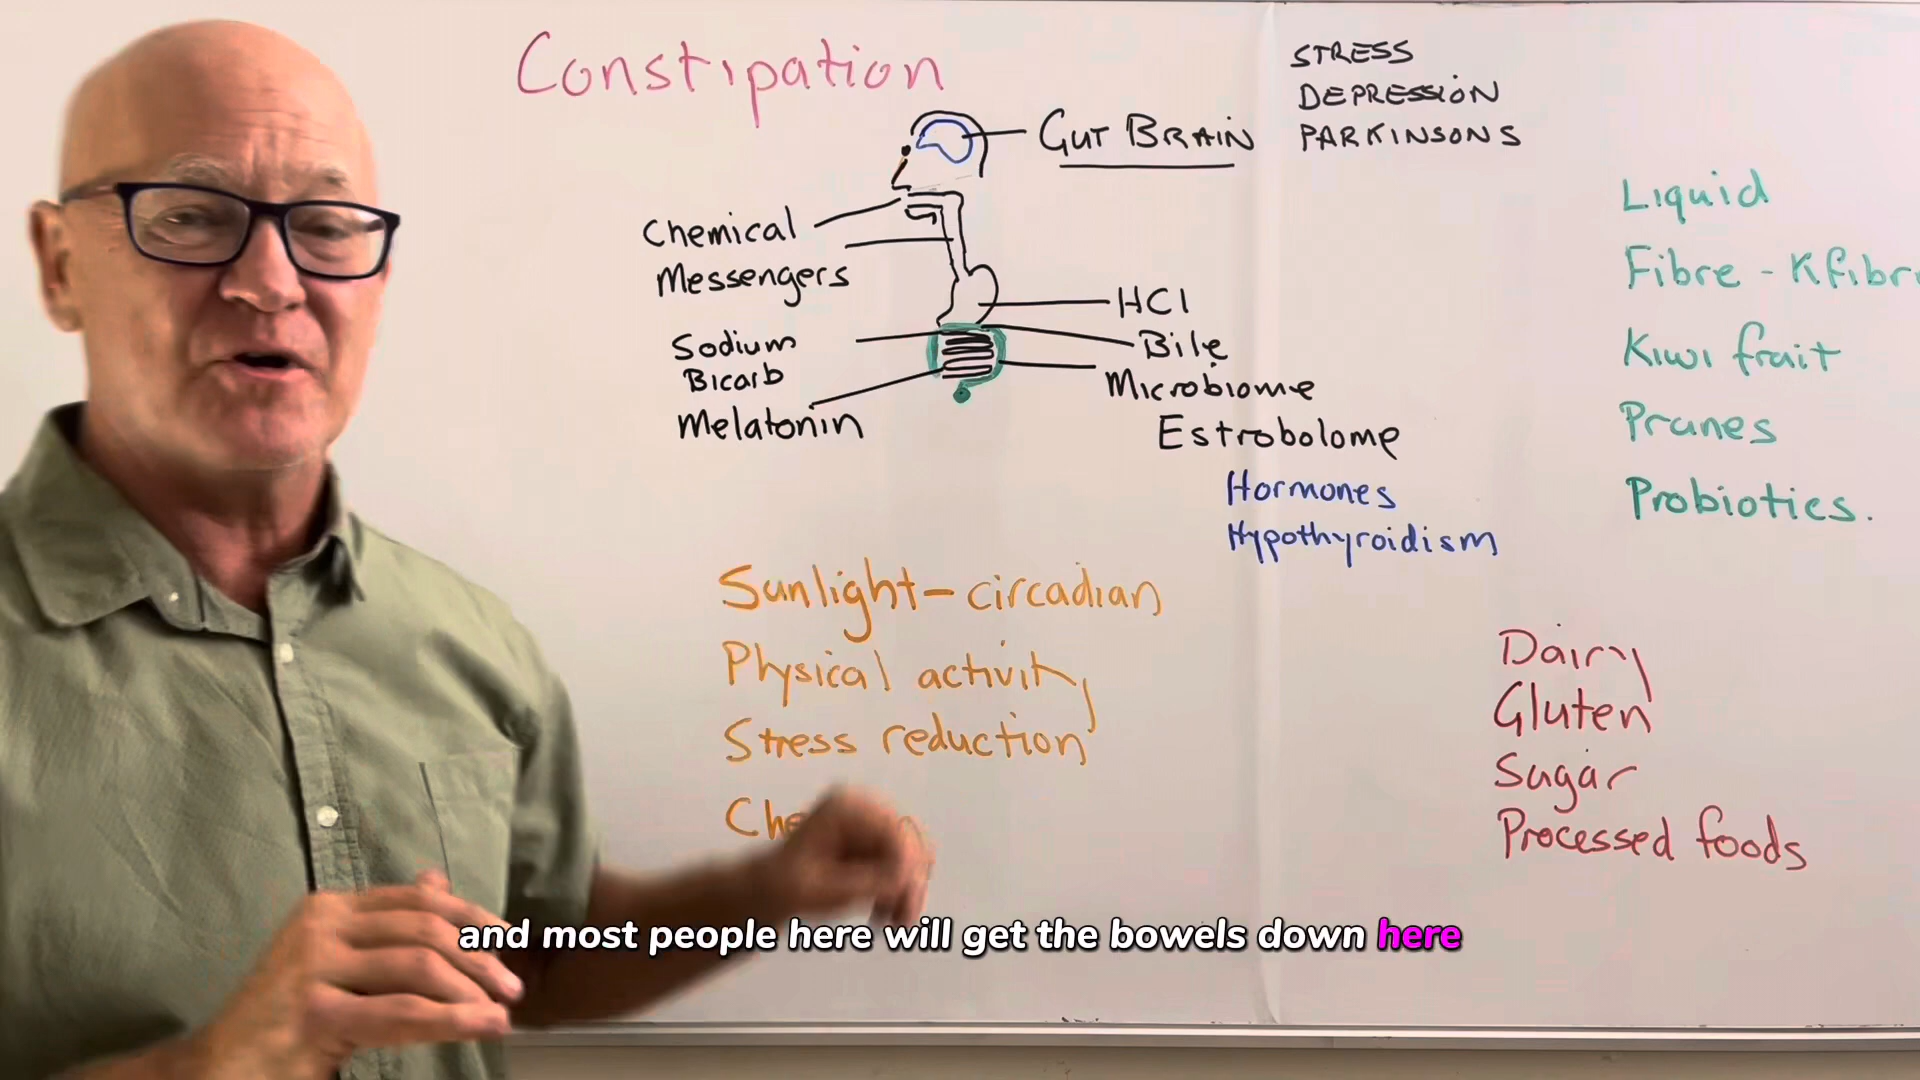 Constipation
STRESS
DEPRESSION
PARKINSONS
GUT BRAIN
Chemical
Messengers
Sodium
Bicarb
Melatonin
HCl
Bile
Microbiome
Estrobolome
Hormones
Hypothyroidism
Liquid
Fibre - Kfibr
Kiwi fruit
Prunes
Probiotics.
Sunlight - circadian
Physical activity
Stress reduction
Dairy
Gluten
Sugar
Processed foods
and most people here will get the bowels down here